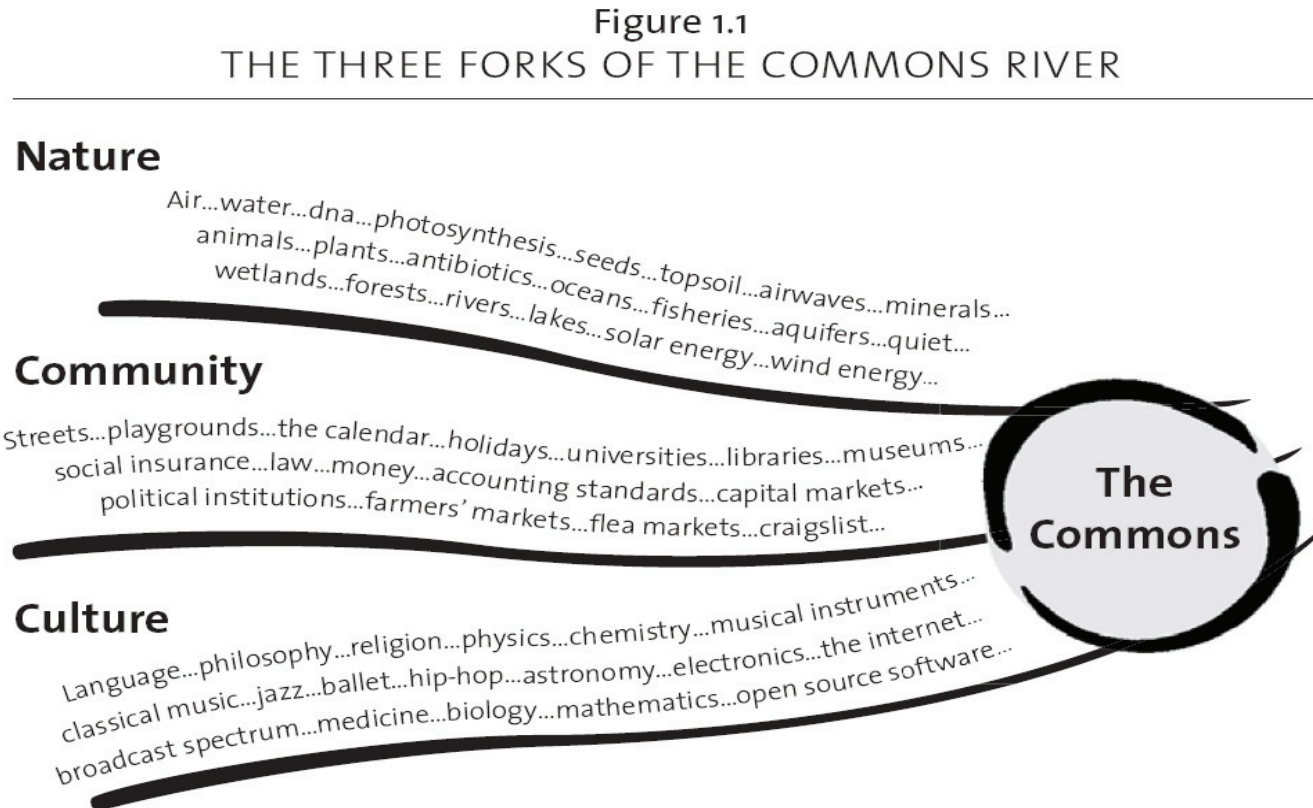 Figure 1.1
THE THREE FORKS OF THE COMMONS RIVER
Nature
Air...water...dna...photosynthesis...seeds...topsoil...airwaves...minerals...
animals...plants...antibiotics...oceans...fisheries...aquifers...quiet...
wetlands...forests...rivers...lakes...solar energy...wind energy...
Community
Streets...playgrounds...the calendar...holidays...universities...libraries...museums...
social insurance...law...money...accounting standards...capital markets...
political institutions...farmers' markets...flea markets...craigslist...
The
Commons
Culture
Language...philosophy...religion...physics...chemistry...musical instruments...
classical music...jazz...ballet...hip-hop...astronomy...electronics...the internet...
broadcast spectrum...medicine...biology...mathematics...open source software...